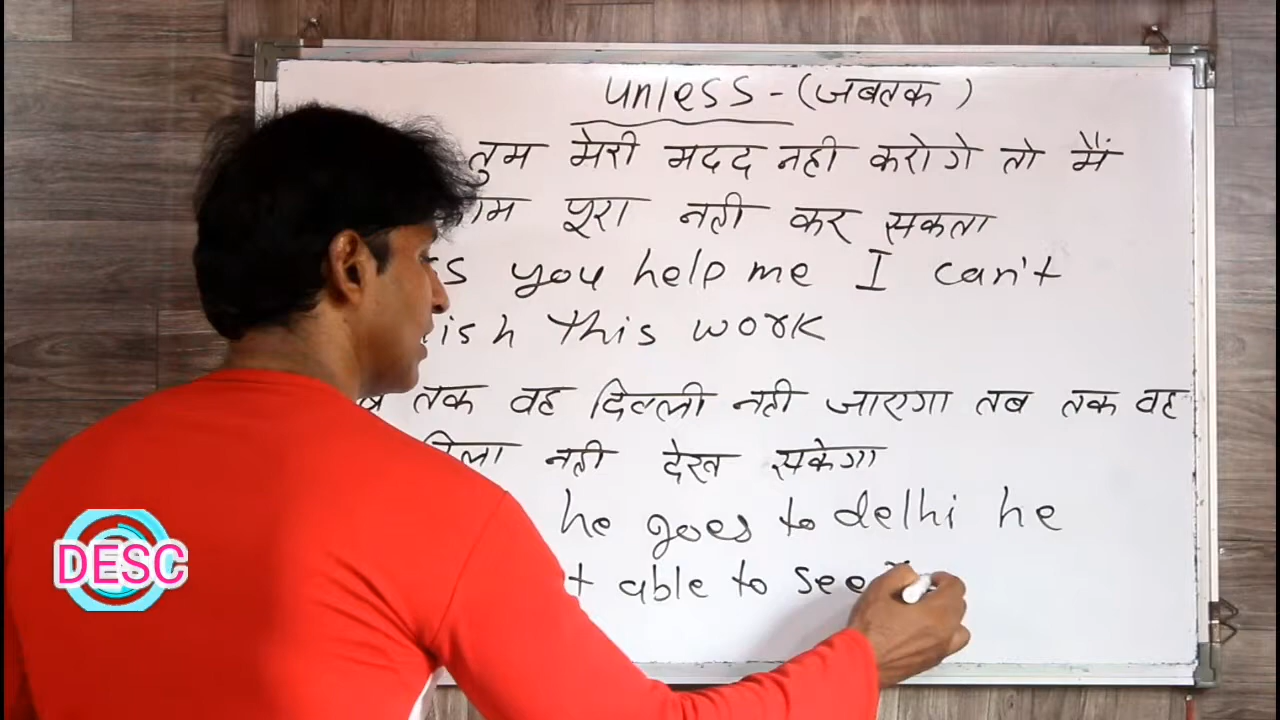 unless - (जबतक )
तुम मेरी मदद नही करोगे तो मैं
पूरा नही कर सकता
you help me I can't
this work
तक वह दिल्ली नही जाएगा तब तक वह
नही देख सकेगा
he goes to delhi he
able to see
DESC